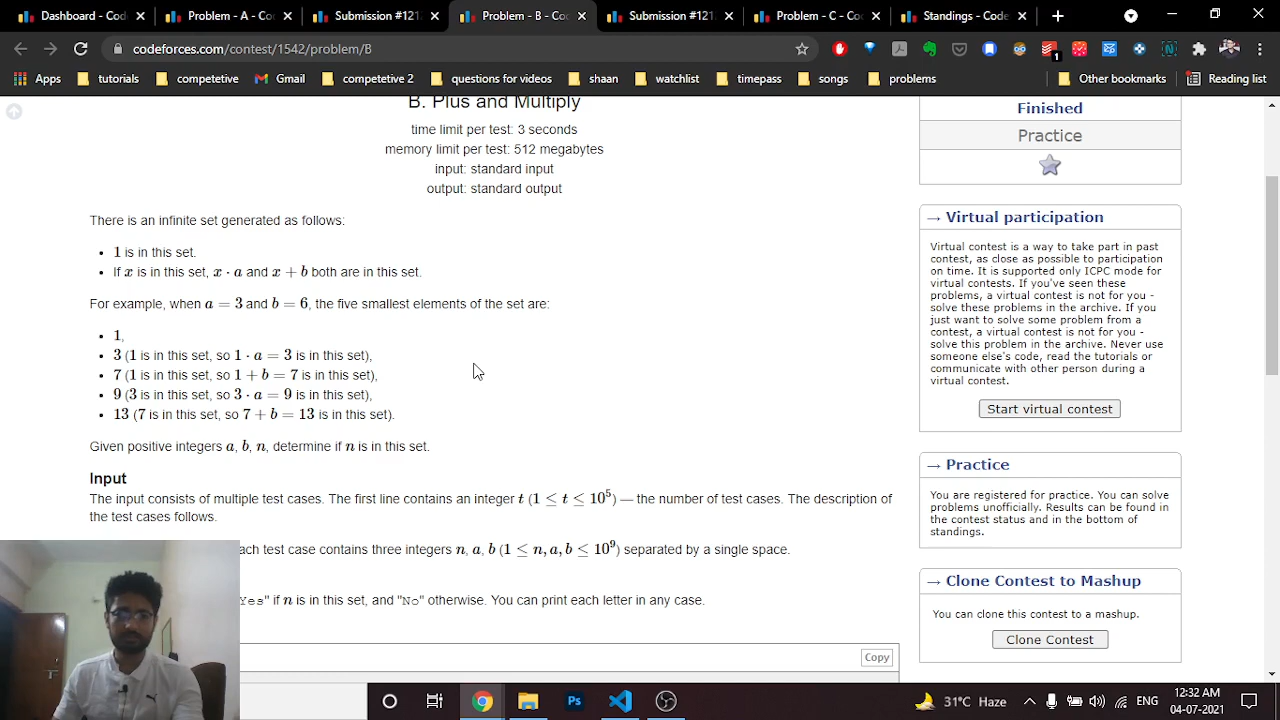 Dashboard - Code
Problem - A - Co
Submission #121
Problem - B - Co
Submission #121
Problem - C - Co
Standings - Code
codeforces.com/contest/1542/problem/B
1
Apps
tutorials
competetive
Gmail
competetive 2
questions for videos
shaan
watchlist
timepass
songs
problems
Other bookmarks
Reading list
B. Plus and Multiply
time limit per test: 3 seconds
memory limit per test: 512 megabytes
input: standard input
output: standard output
There is an infinite set generated as follows:
• 1 is in this set.
• If x is in this set, x · a and x + b both are in this set.
For example, when a = 3 and b = 6, the five smallest elements of the set are:
• 1,
• 3 (1 is in this set, so 1 · a = 3 is in this set),
• 7 (1 is in this set, so 1 + b = 7 is in this set),
• 9 (3 is in this set, so 3 · a = 9 is in this set),
• 13 (7 is in this set, so 7 + b = 13 is in this set).
Given positive integers a, b, n, determine if n is in this set.
Input
The input consists of multiple test cases. The first line contains an integer t (1 ≤ t ≤ 10⁵) — the number of test cases. The description of
the test cases follows.
ach test case contains three integers n, a, b (1 ≤ n, a, b ≤ 10⁹) separated by a single space.
Yes" if n is in this set, and "No" otherwise. You can print each letter in any case.
Copy
Finished
Practice
→ Virtual participation
Virtual contest is a way to take part in past
contest, as close as possible to participation
on time. It is supported only ICPC mode for
virtual contests. If you've seen these
problems, a virtual contest is not for you -
solve these problems in the archive. If you
just want to solve some problem from a
contest, a virtual contest is not for you -
solve this problem in the archive. Never use
someone else's code, read the tutorials or
communicate with other person during a
virtual contest.
Start virtual contest
→ Practice
You are registered for practice. You can solve
problems unofficially. Results can be found in
the contest status and in the bottom of
standings.
→ Clone Contest to Mashup
You can clone this contest to a mashup.
Clone Contest
31°C Haze
ENG
12:32 AM
04-07-2021